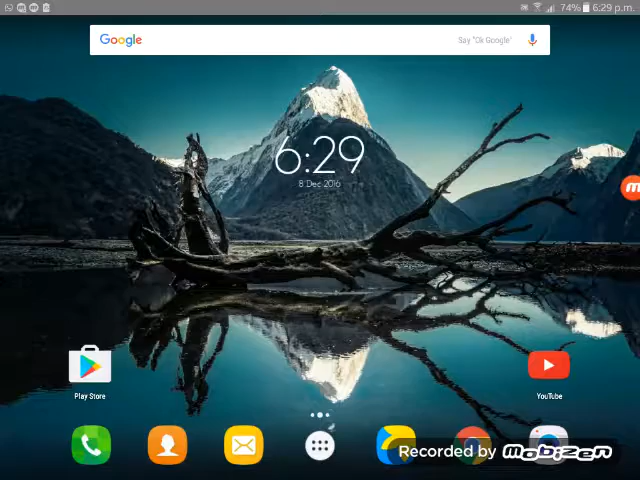 74% 6:29 p.m.
Google Say "Ok Google"
6:29
8 Dec 2016
Play Store
YouTube
Recorded by mobizen